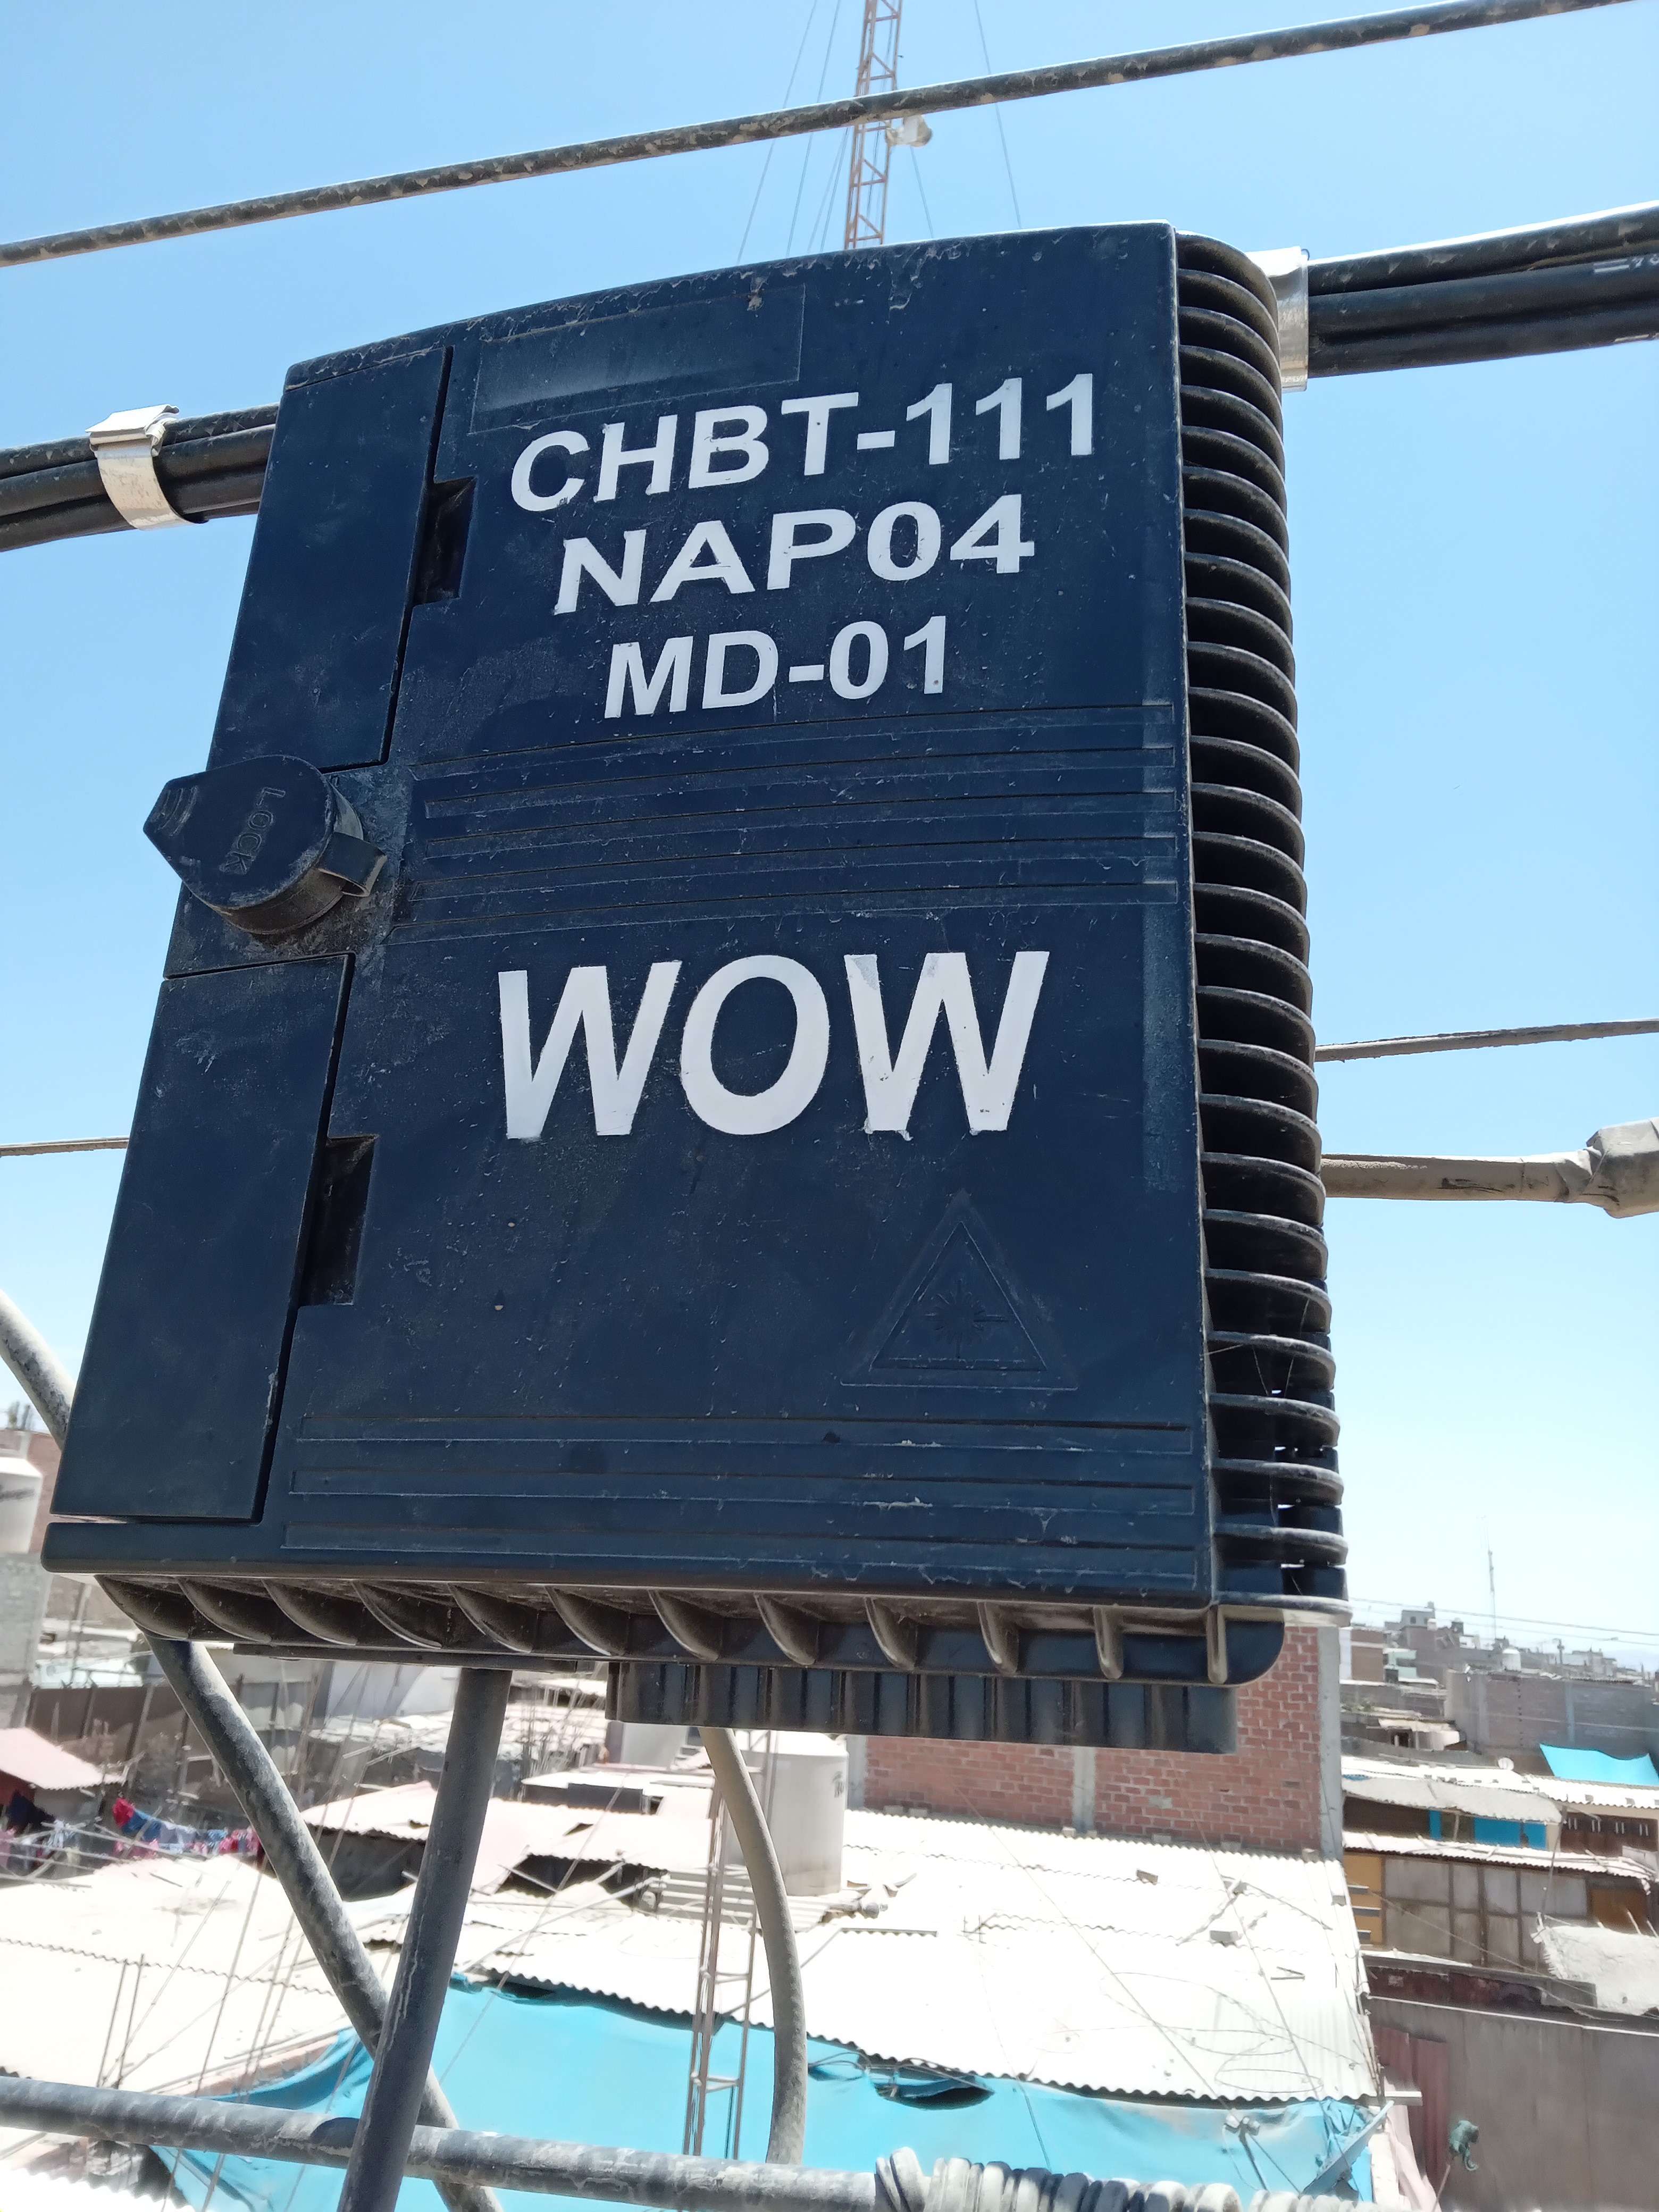 CHBT-111
NAP04
MD-01
LOCK
WOW